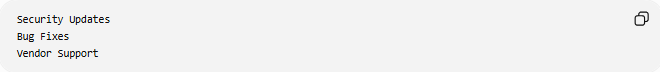 Security Updates
Bug Fixes
Vendor Support